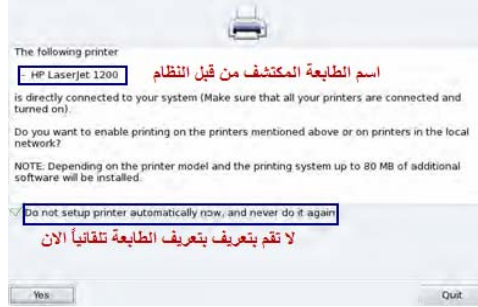 The following printer
- HP LaserJet 1200
اسم الطابعة المكتشف من قبل النظام
is directly connected to your system (Make sure that all your printers are connected and
turned on).
Do you want to enable printing on the printers mentioned above or on printers in the local
network?
NOTE: Depending on the printer model and the printing system up to 80 MB of additional
software will be installed.
Do not setup printer automatically now, and never do it again
لا تقم بتعريف بتعريف الطابعة تلقائياً الان
Yes
Quit